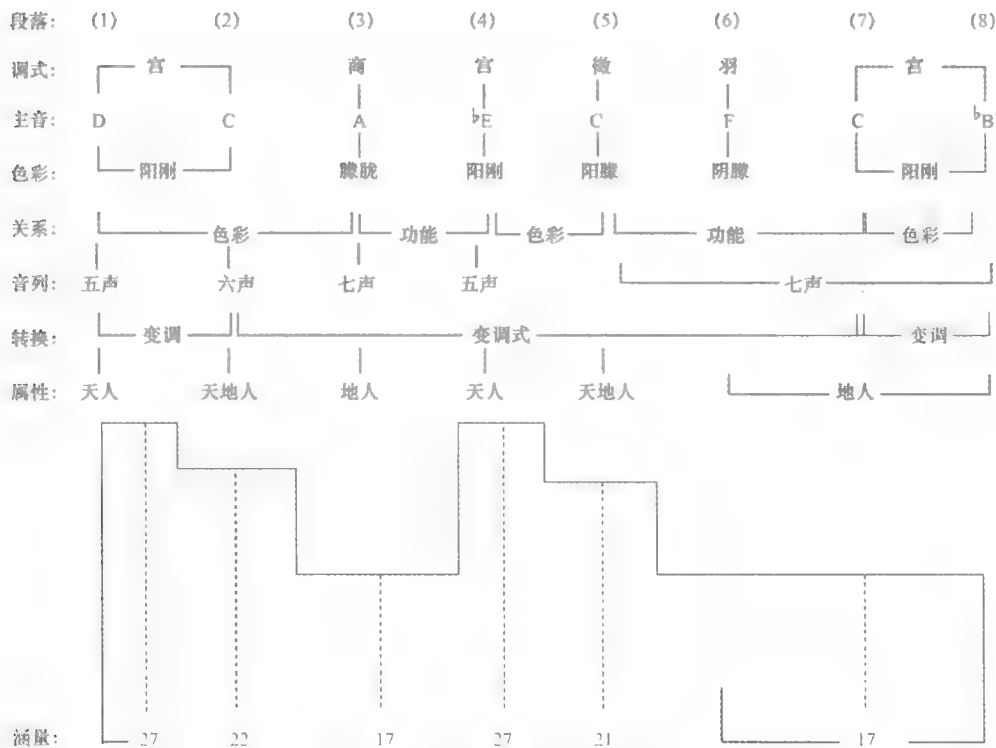 段落: (1) (2) (3) (4) (5) (6) (7) (8)
调式: 宫 商 宫 徵 羽 宫
主音: D C A ♭E C F C ♭B
色彩: 阳刚 朦胧 阳刚 阳朦 阴朦 阳刚
关系: 色彩 功能 色彩 功能 色彩
音列: 五声 六声 七声 五声 七声
转换: 变调 变调式 变调
属性: 天人 天地人 地人 天人 天地人 地人
涵量: 27 22 17 27 21 17